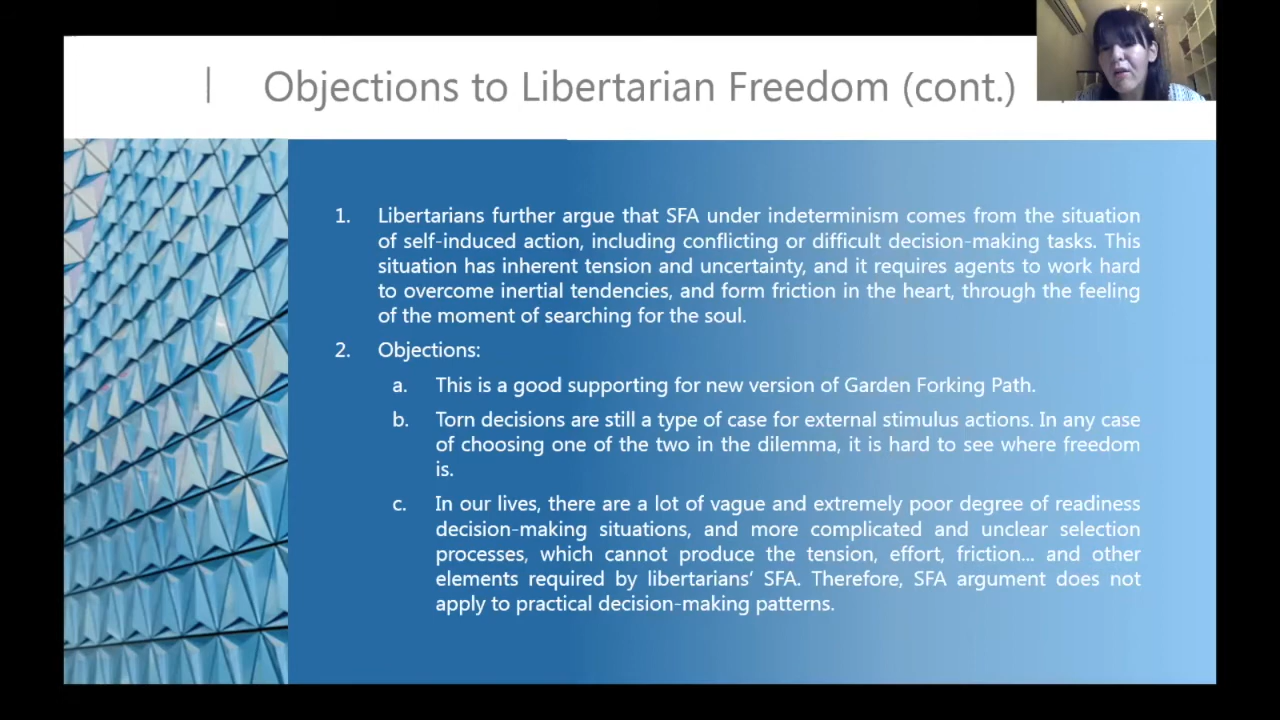 Objections to Libertarian Freedom (cont.)
1. Libertarians further argue that SFA under indeterminism comes from the situation
of self-induced action, including conflicting or difficult decision-making tasks. This
situation has inherent tension and uncertainty, and it requires agents to work hard
to overcome inertial tendencies, and form friction in the heart, through the feeling
of the moment of searching for the soul.
2. Objections:
a. This is a good supporting for new version of Garden Forking Path.
b. Torn decisions are still a type of case for external stimulus actions. In any case
of choosing one of the two in the dilemma, it is hard to see where freedom
is.
c. In our lives, there are a lot of vague and extremely poor degree of readiness
decision-making situations, and more complicated and unclear selection
processes, which cannot produce the tension, effort, friction... and other
elements required by libertarians’ SFA. Therefore, SFA argument does not
apply to practical decision-making patterns.